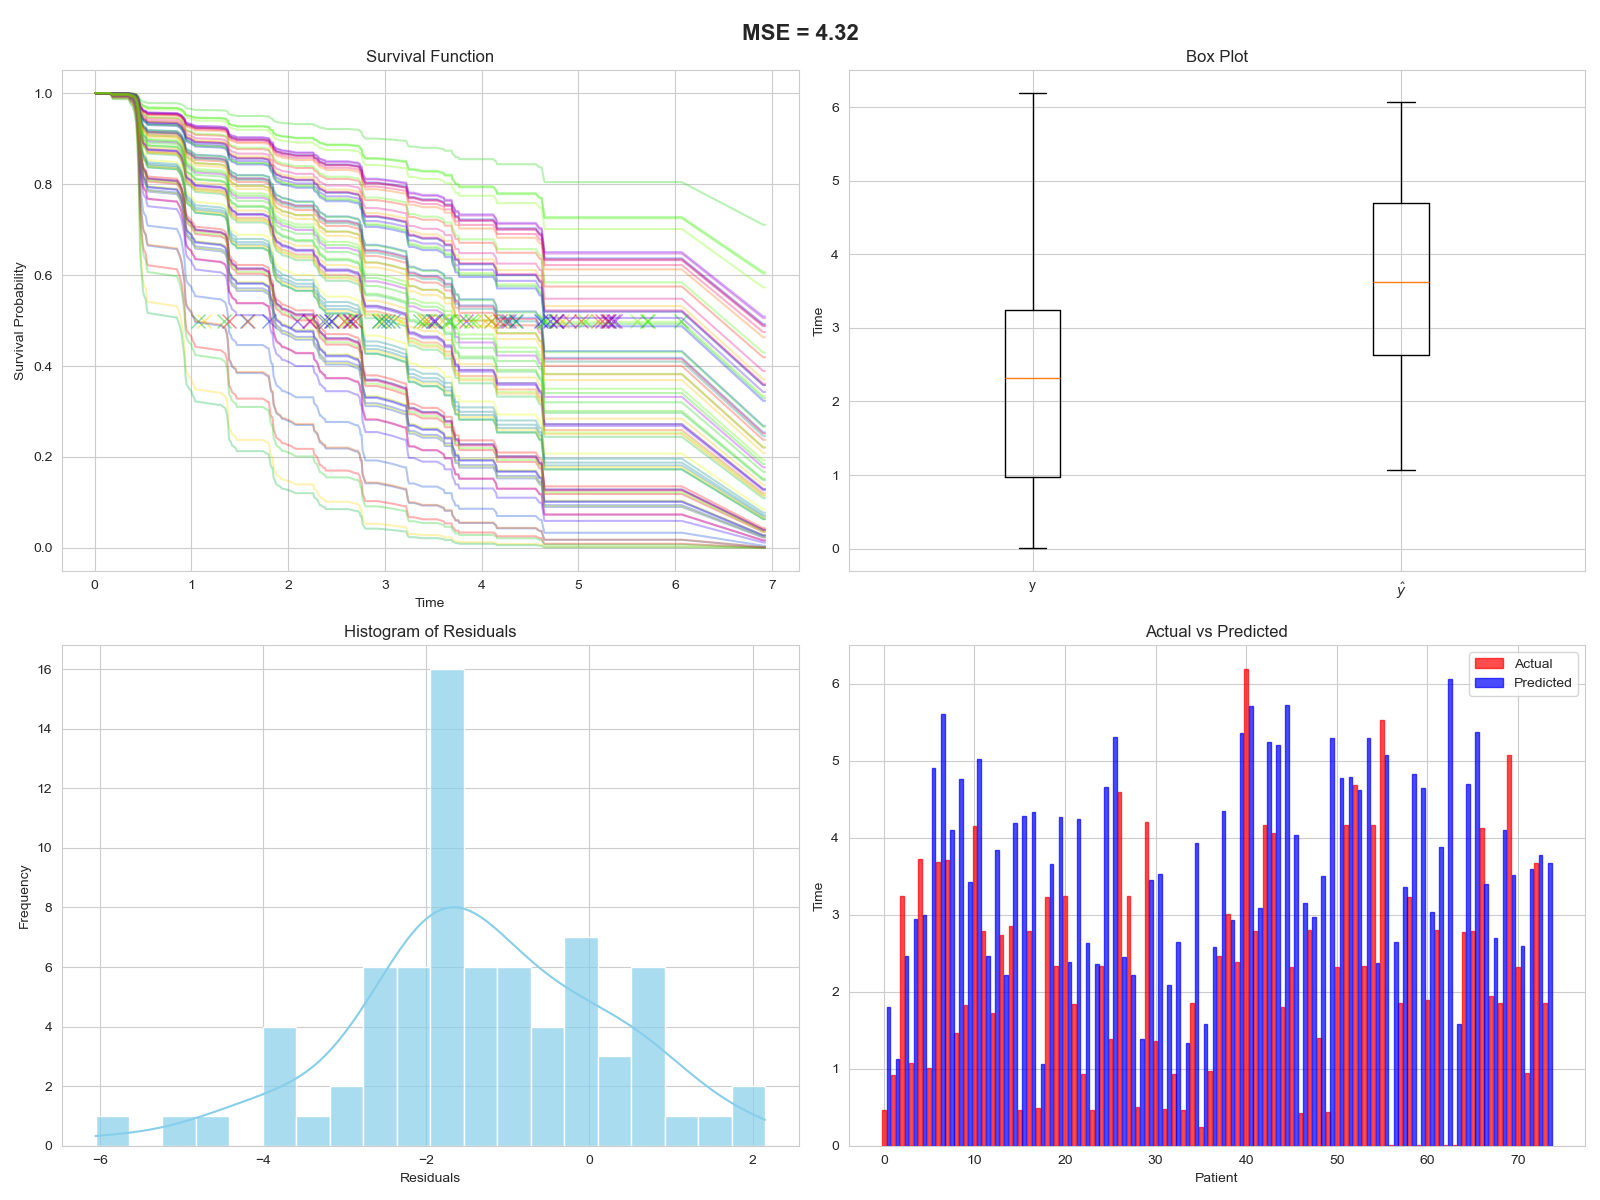 MSE = 4.32
Survival Function
Survival Probability
1.0
0.8
0.6
0.4
0.2
0.0
0 1 2 3 4 5 6 7
Time
Box Plot
Time
6
5
4
3
2
1
0
y ŷ
Histogram of Residuals
Frequency
16
14
12
10
8
6
4
2
0
−6 −4 −2 0 2
Residuals
Actual vs Predicted
Actual
Predicted
Time
6
5
4
3
2
1
0
0 10 20 30 40 50 60 70
Patient